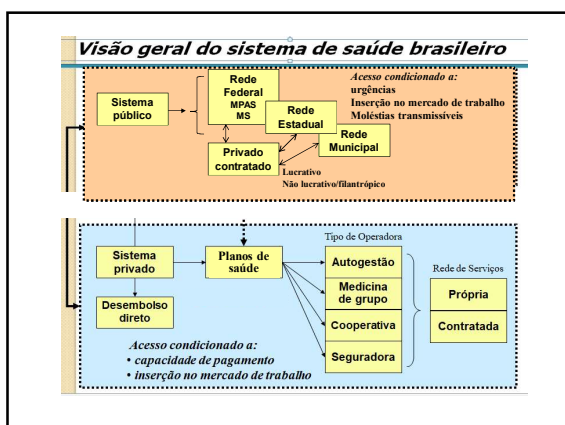 Visão geral do sistema de saúde brasileiro
Sistema
público
Rede
Federal
MPAS
MS
Rede
Estadual
Rede
Municipal
Privado
contratado
Lucrativo
Não lucrativo/filantrópico
Acesso condicionado a:
urgências
Inserção no mercado de trabalho
Moléstias transmissíveis
Sistema
privado
Desembolso
direto
Planos de
saúde
Tipo de Operadora
Autogestão
Medicina
de grupo
Cooperativa
Seguradora
Rede de Serviços
Própria
Contratada
Acesso condicionado a:
• capacidade de pagamento
• inserção no mercado de trabalho